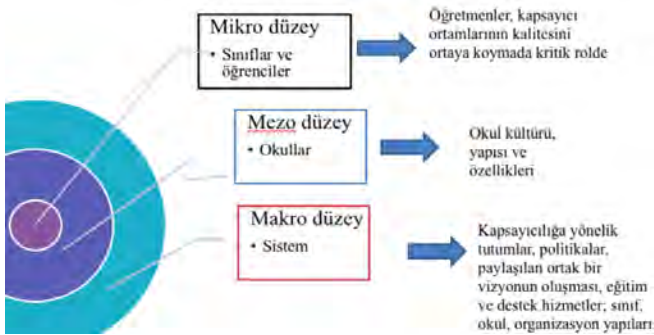 Mikro düzey
• Sınıflar ve
öğrenciler
Öğretmenler, kapsayıcı
ortamlarının kalitesini
ortaya koymada kritik rolde
Mezo düzey
• Okullar
Okul kültürü,
yapısı ve
özellikleri
Makro düzey
• Sistem
Kapsayıcılığa yönelik
tutumlar, politikalar,
paylaşılan ortak bir
vizyonun oluşması, eğitim
ve destek hizmetler; sınıf,
okul, organizasyon yapıları